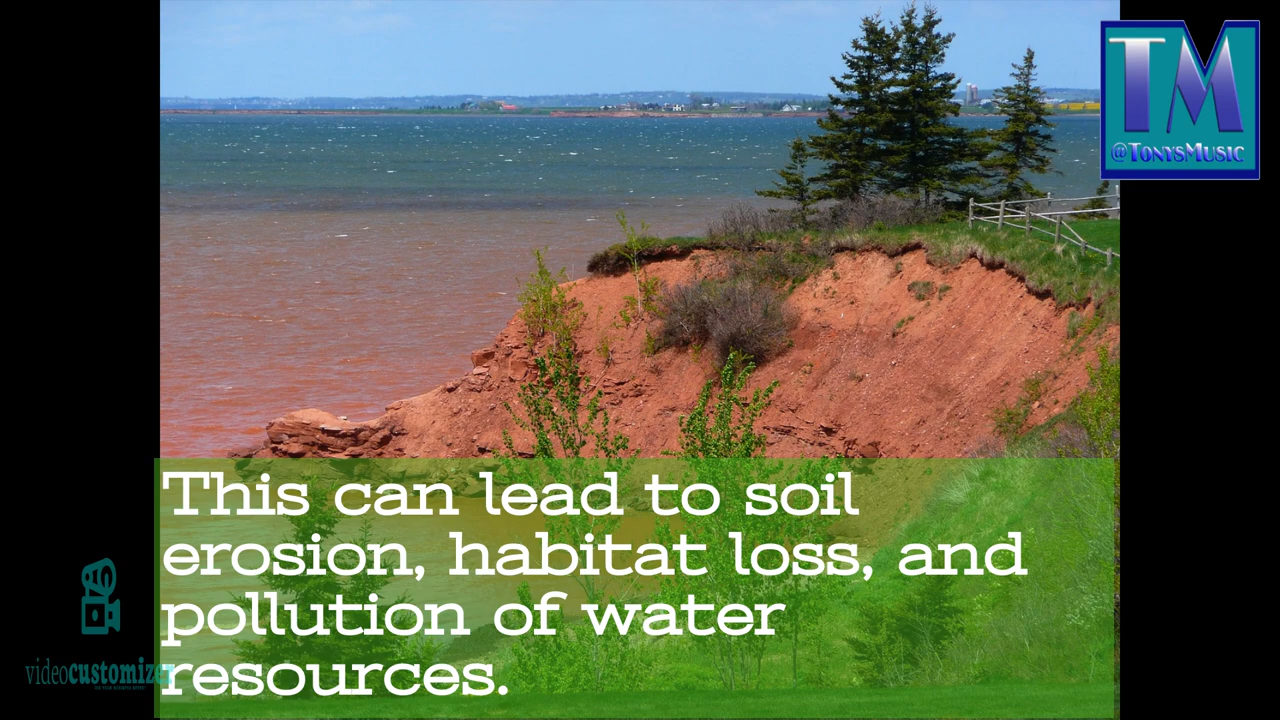 TM
@TonysMusic
This can lead to soil
erosion, habitat loss, and
pollution of water
resources.
videocustomizer